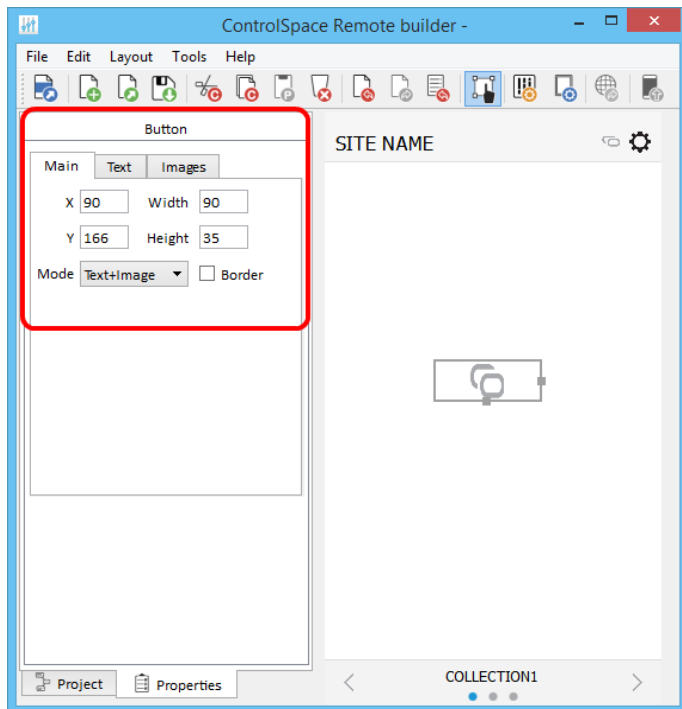 ControlSpace Remote builder -
File Edit Layout Tools Help
Button
SITE NAME
Main Text Images
X 90 Width 90
Y 166 Height 35
Mode Text+Image Border
COLLECTION1
Project Properties